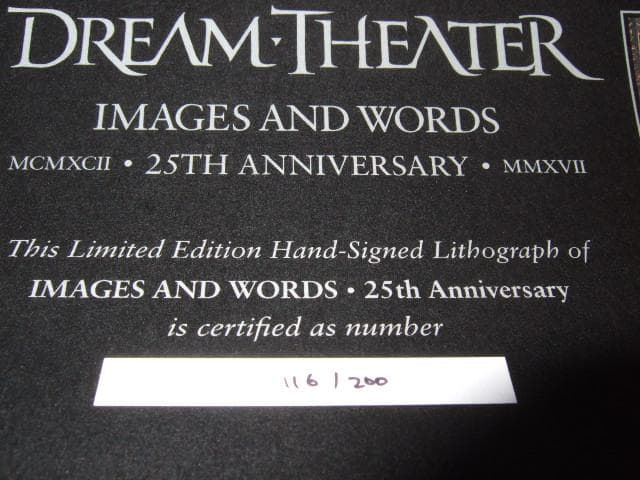 DREAM·THEATER
IMAGES AND WORDS
MCMXCII • 25TH ANNIVERSARY • MMXVII
This Limited Edition Hand-Signed Lithograph of
IMAGES AND WORDS • 25th Anniversary
is certified as number
116 / 200